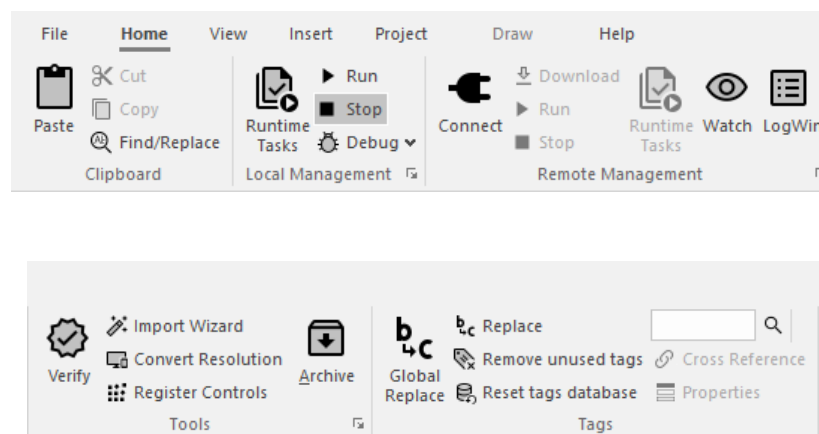 File Home View Insert Project Draw Help
Paste
Cut
Copy
Find/Replace
Clipboard
Runtime
Tasks
Run
Stop
Debug
Local Management
Connect
Download
Run
Stop
Runtime
Tasks
Watch
LogWin
Remote Management
Verify
Import Wizard
Convert Resolution
Register Controls
Archive
Tools
b
c
Global
Replace
b
c
Replace
Remove unused tags
Reset tags database
Cross Reference
Properties
Tags